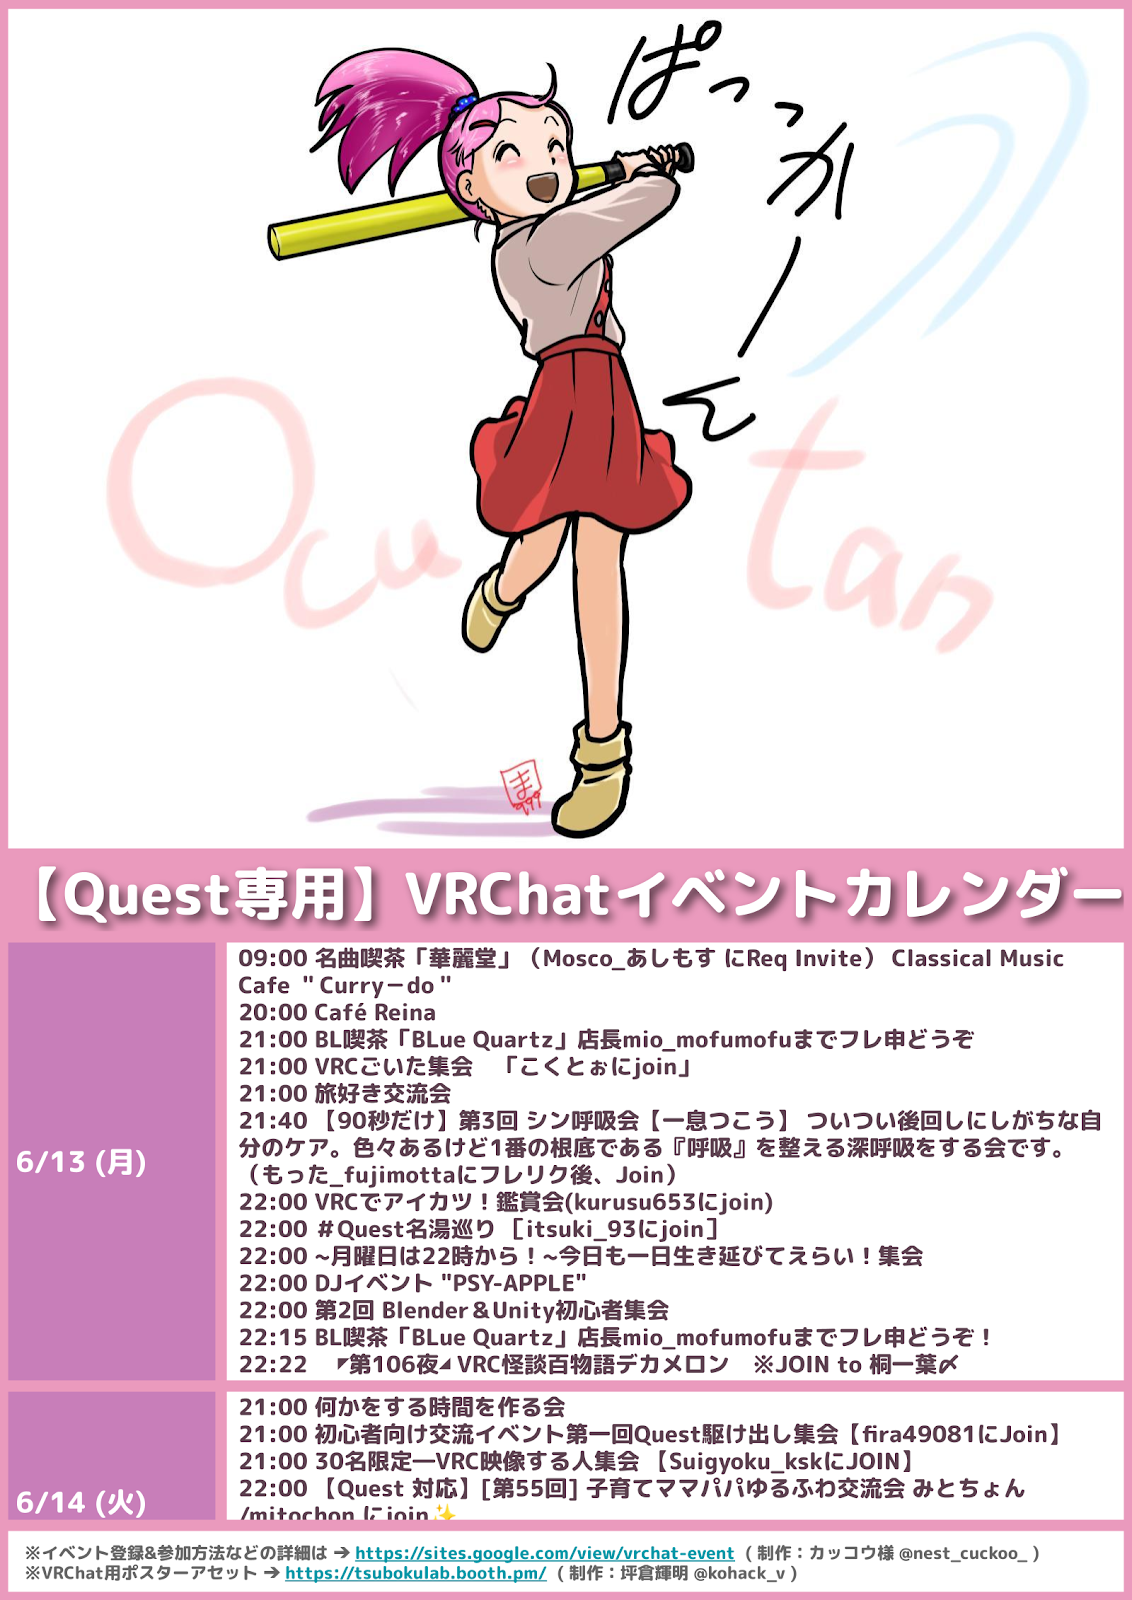 ぱっっかーん
Ocu tan
ま
999
【Quest専用】VRChatイベントカレンダー
6/13 (月)
09:00 名曲喫茶「華麗堂」（Mosco_あしもす にReq Invite） Classical Music
Cafe ＂Curry－do＂
20:00 Café Reina
21:00 BL喫茶「BLue Quartz」店長mio_mofumofuまでフレ申どうぞ
21:00 VRCごいた集会　「こくとぉにjoin」
21:00 旅好き交流会
21:40 【90秒だけ】第3回 シン呼吸会【一息つこう】 ついつい後回しにしがちな自
分のケア。色々あるけど1番の根底である『呼吸』を整える深呼吸をする会です。
（もった_fujimottaにフレリク後、Join）
22:00 VRCでアイカツ！鑑賞会(kurusu653にjoin)
22:00 ＃Quest名湯巡り ［itsuki_93にjoin］
22:00 ~月曜日は22時から！~今日も一日生き延びてえらい！集会
22:00 DJイベント "PSY-APPLE"
22:00 第2回 Blender＆Unity初心者集会
22:15 BL喫茶「BLue Quartz」店長mio_mofumofuまでフレ申どうぞ！
22:22 　◤第106夜◢ VRC怪談百物語デカメロン　※JOIN to 桐一葉〆
6/14 (火)
21:00 何かをする時間を作る会
21:00 初心者向け交流イベント第一回Quest駆け出し集会【fira49081にJoin】
21:00 30名限定―VRC映像する人集会 【Suigyoku_kskにJOIN】
22:00 【Quest 対応】[第55回] 子育てママパパゆるふわ交流会 みとちょん
/mitochon にjoin✨
※イベント登録&参加方法などの詳細は ➔ https://sites.google.com/view/vrchat-event （ 制作：カッコウ様 @nest_cuckoo_ ）
※VRChat用ポスターアセット ➔ https://tsubokulab.booth.pm/ （ 制作：坪倉輝明 @kohack_v ）